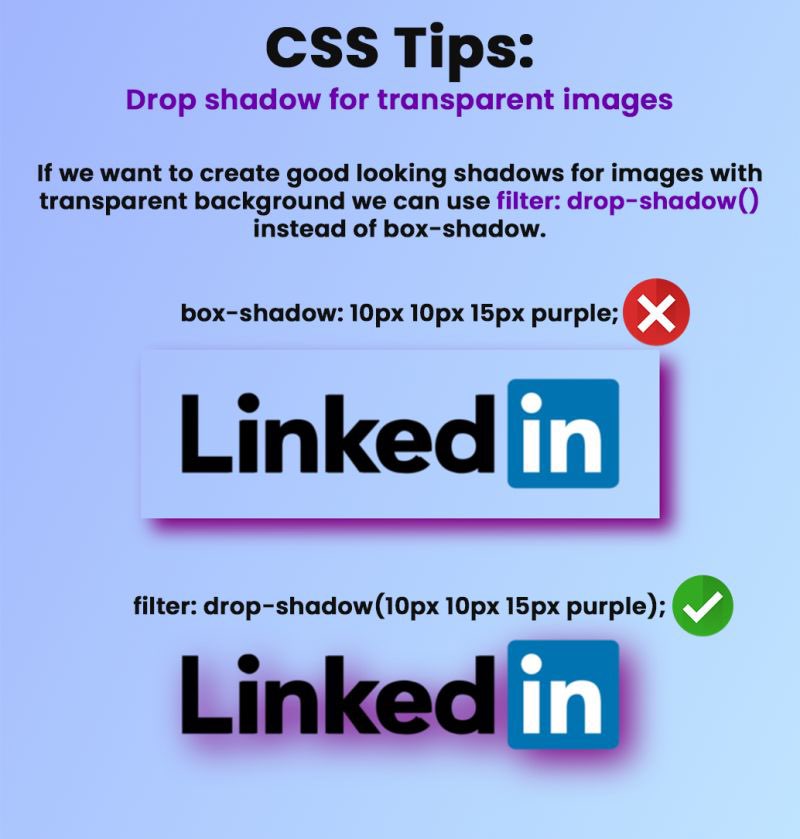 CSS Tips:
Drop shadow for transparent images
If we want to create good looking shadows for images with
transparent background we can use filter: drop-shadow()
instead of box-shadow.
box-shadow: 10px 10px 15px purple;
Linked in
filter: drop-shadow(10px 10px 15px purple);
Linked in